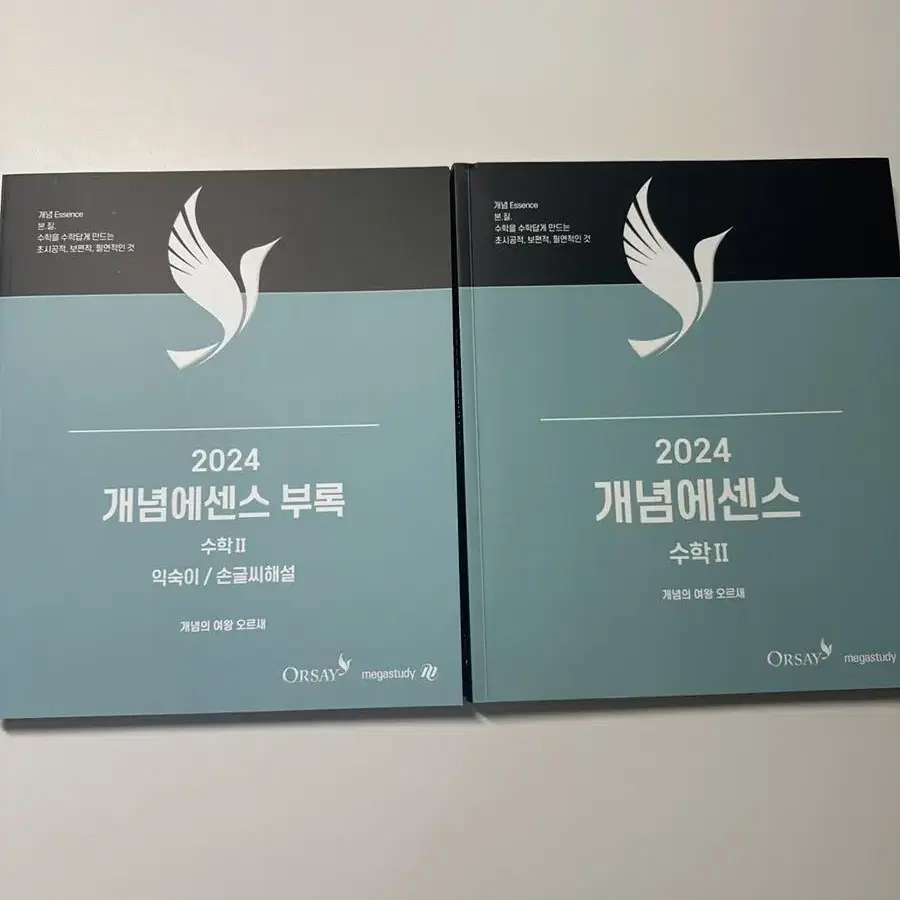 개념 Essence
본.질.
수학을 수학답게 만드는
초시공적, 보편적, 필연적인 것
2024
개념에센스 부록
수학 II
익숙이 / 손글씨해설
개념의 여왕 오르새
ORSAY
megastudy
개념 Essence
본.질.
수학을 수학답게 만드는
초시공적, 보편적, 필연적인 것
2024
개념에센스
수학 II
개념의 여왕 오르새
ORSAY
megastudy